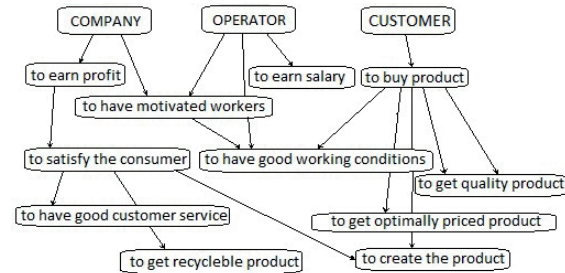 COMPANY
OPERATOR
CUSTOMER
to earn profit
to earn salary
to buy product
to have motivated workers
to satisfy the consumer
to have good working conditions
to get quality product
to have good customer service
to get optimally priced product
to get recycleble product
to create the product